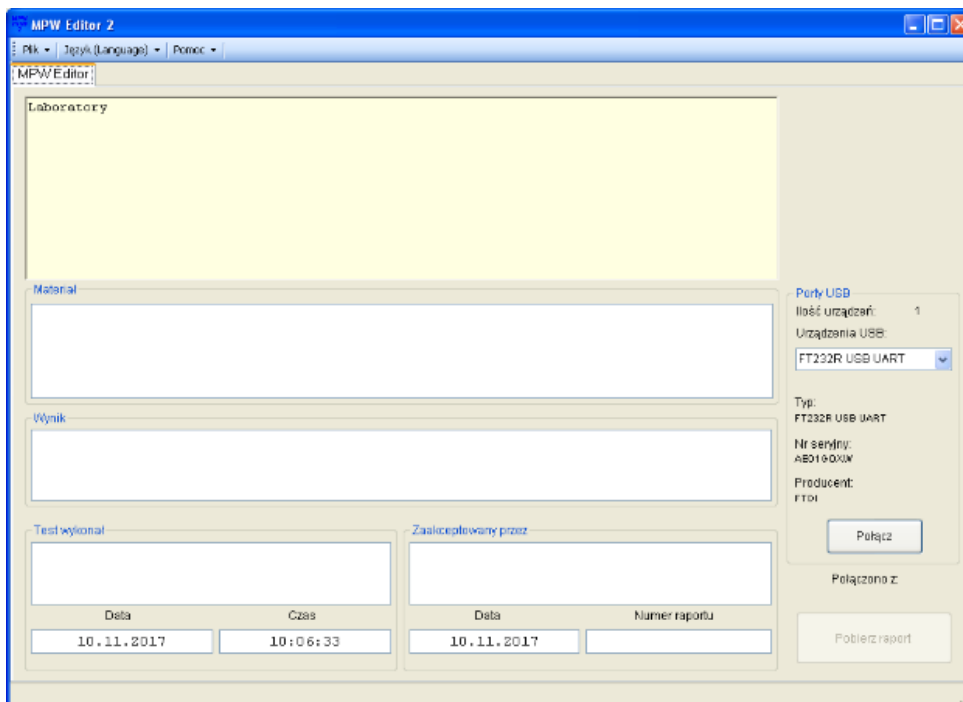 MPW Editor 2
Plik Język (Language) Pomoc
MPW Editor
Laboratory
Materiał
Wynik
Test wykonał
Data Czas
10.11.2017 10:06:33
Zaakceptowany przez
Data Numer raportu
10.11.2017
Porty USB
Ilość urządzeń: 1
Urządzenia USB:
FT232R USB UART
Typ:
FT232R USB UART
Nr seryjny:
Producent:
FTDI
Połącz
Połączono z:
Pobierz raport